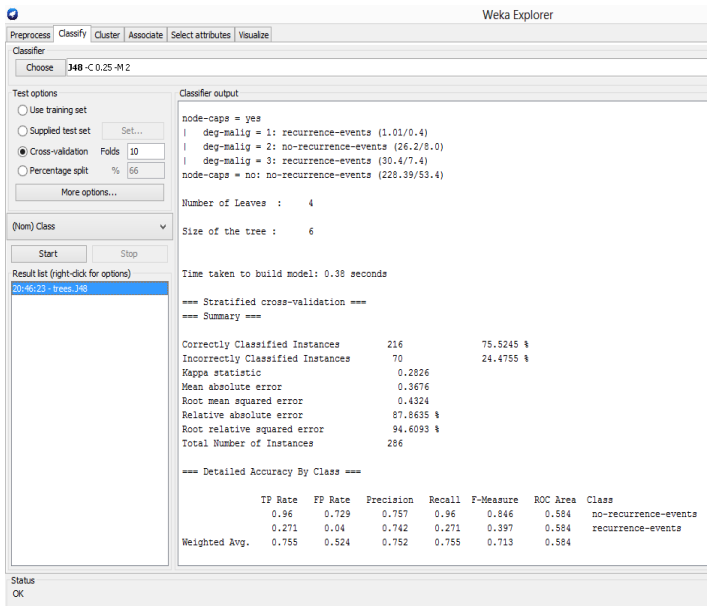 Weka Explorer
Preprocess Classify Cluster Associate Select attributes Visualize
Classifier
Choose J48 -C 0.25 -M 2
Test options
Use training set
Supplied test set Set...
Cross-validation Folds 10
Percentage split % 66
More options...
(Nom) Class
Start Stop
Result list (right-click for options)
20:46:23 - trees.J48
Classifier output
node-caps = yes
| deg-malig = 1: recurrence-events (1.01/0.4)
| deg-malig = 2: no-recurrence-events (26.2/8.0)
| deg-malig = 3: recurrence-events (30.4/7.4)
node-caps = no: no-recurrence-events (228.39/53.4)
Number of Leaves : 4
Size of the tree : 6
Time taken to build model: 0.38 seconds
=== Stratified cross-validation ===
=== Summary ===
Correctly Classified Instances 216 75.5245 %
Incorrectly Classified Instances 70 24.4755 %
Kappa statistic 0.2826
Mean absolute error 0.3676
Root mean squared error 0.4324
Relative absolute error 87.8635 %
Root relative squared error 94.6093 %
Total Number of Instances 286
=== Detailed Accuracy By Class ===
TP Rate FP Rate Precision Recall F-Measure ROC Area Class
0.96 0.729 0.757 0.96 0.846 0.584 no-recurrence-events
0.271 0.04 0.742 0.271 0.397 0.584 recurrence-events
Weighted Avg. 0.755 0.524 0.752 0.755 0.713 0.584
Status
OK